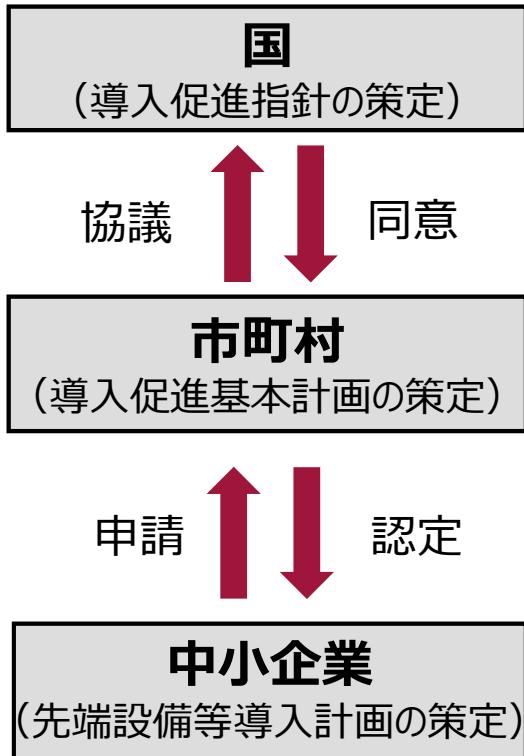 国
（導入促進指針の策定）
協議 同意
市町村
（導入促進基本計画の策定）
申請 認定
中小企業
（先端設備等導入計画の策定）